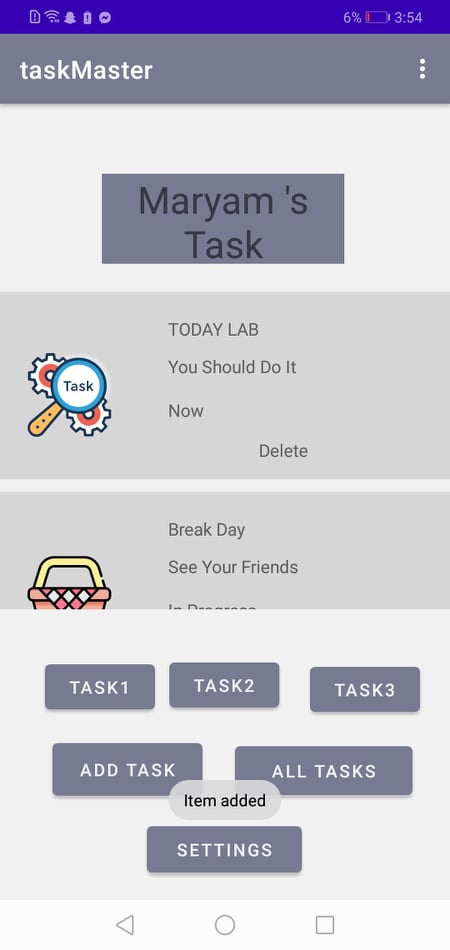 6% 3:54
taskMaster
Maryam 's
Task
TODAY LAB
You Should Do It
Task
Now
Delete
Break Day
See Your Friends
In Progress
TASK1 TASK2 TASK3
ADD TASK ALL TASKS
Item added
SETTINGS